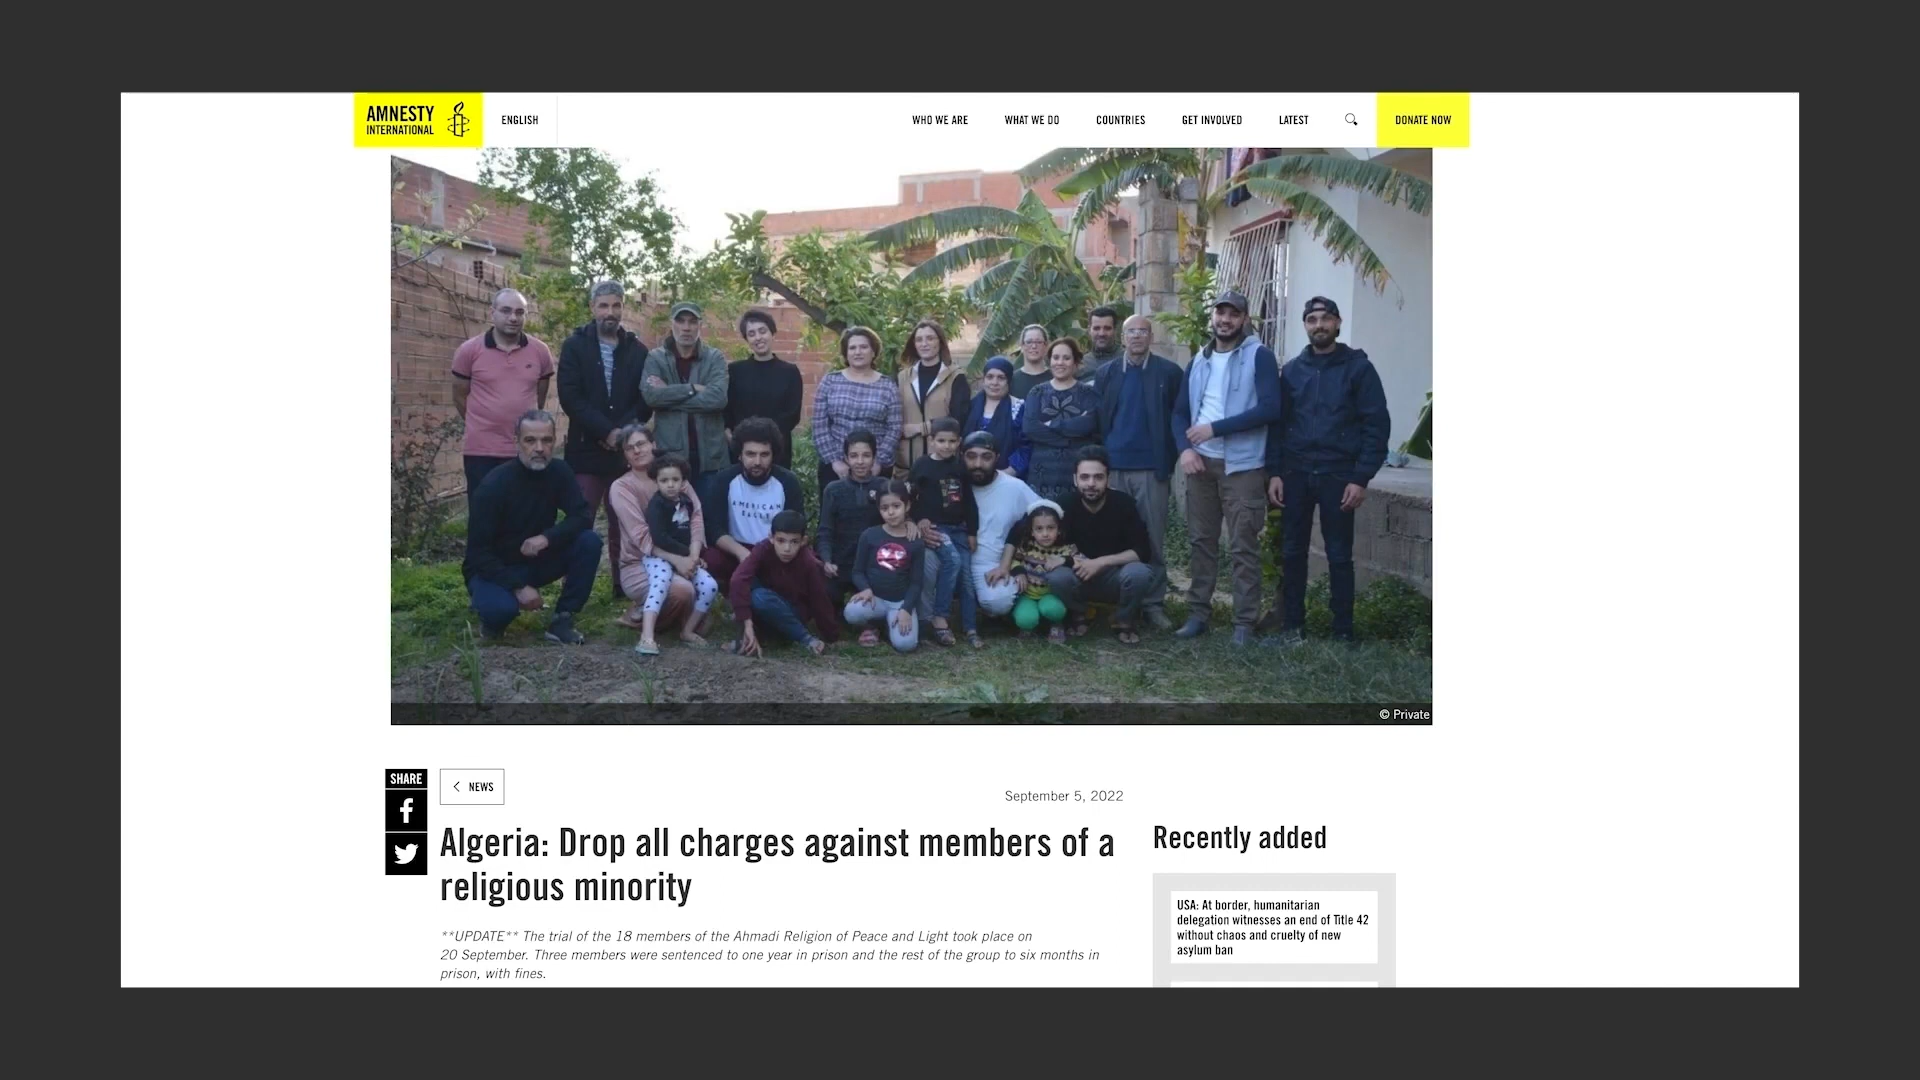 AMNESTY
INTERNATIONAL
ENGLISH
WHO WE ARE
WHAT WE DO
COUNTRIES
GET INVOLVED
LATEST
DONATE NOW
AMERICAN
EAGLE
© Private
SHARE
NEWS
September 5, 2022
Algeria: Drop all charges against members of a
religious minority
**UPDATE** The trial of the 18 members of the Ahmadi Religion of Peace and Light took place on
20 September. Three members were sentenced to one year in prison and the rest of the group to six months in
prison, with fines.
Recently added
USA: At border, humanitarian
delegation witnesses an end of Title 42
without chaos and cruelty of new
asylum ban